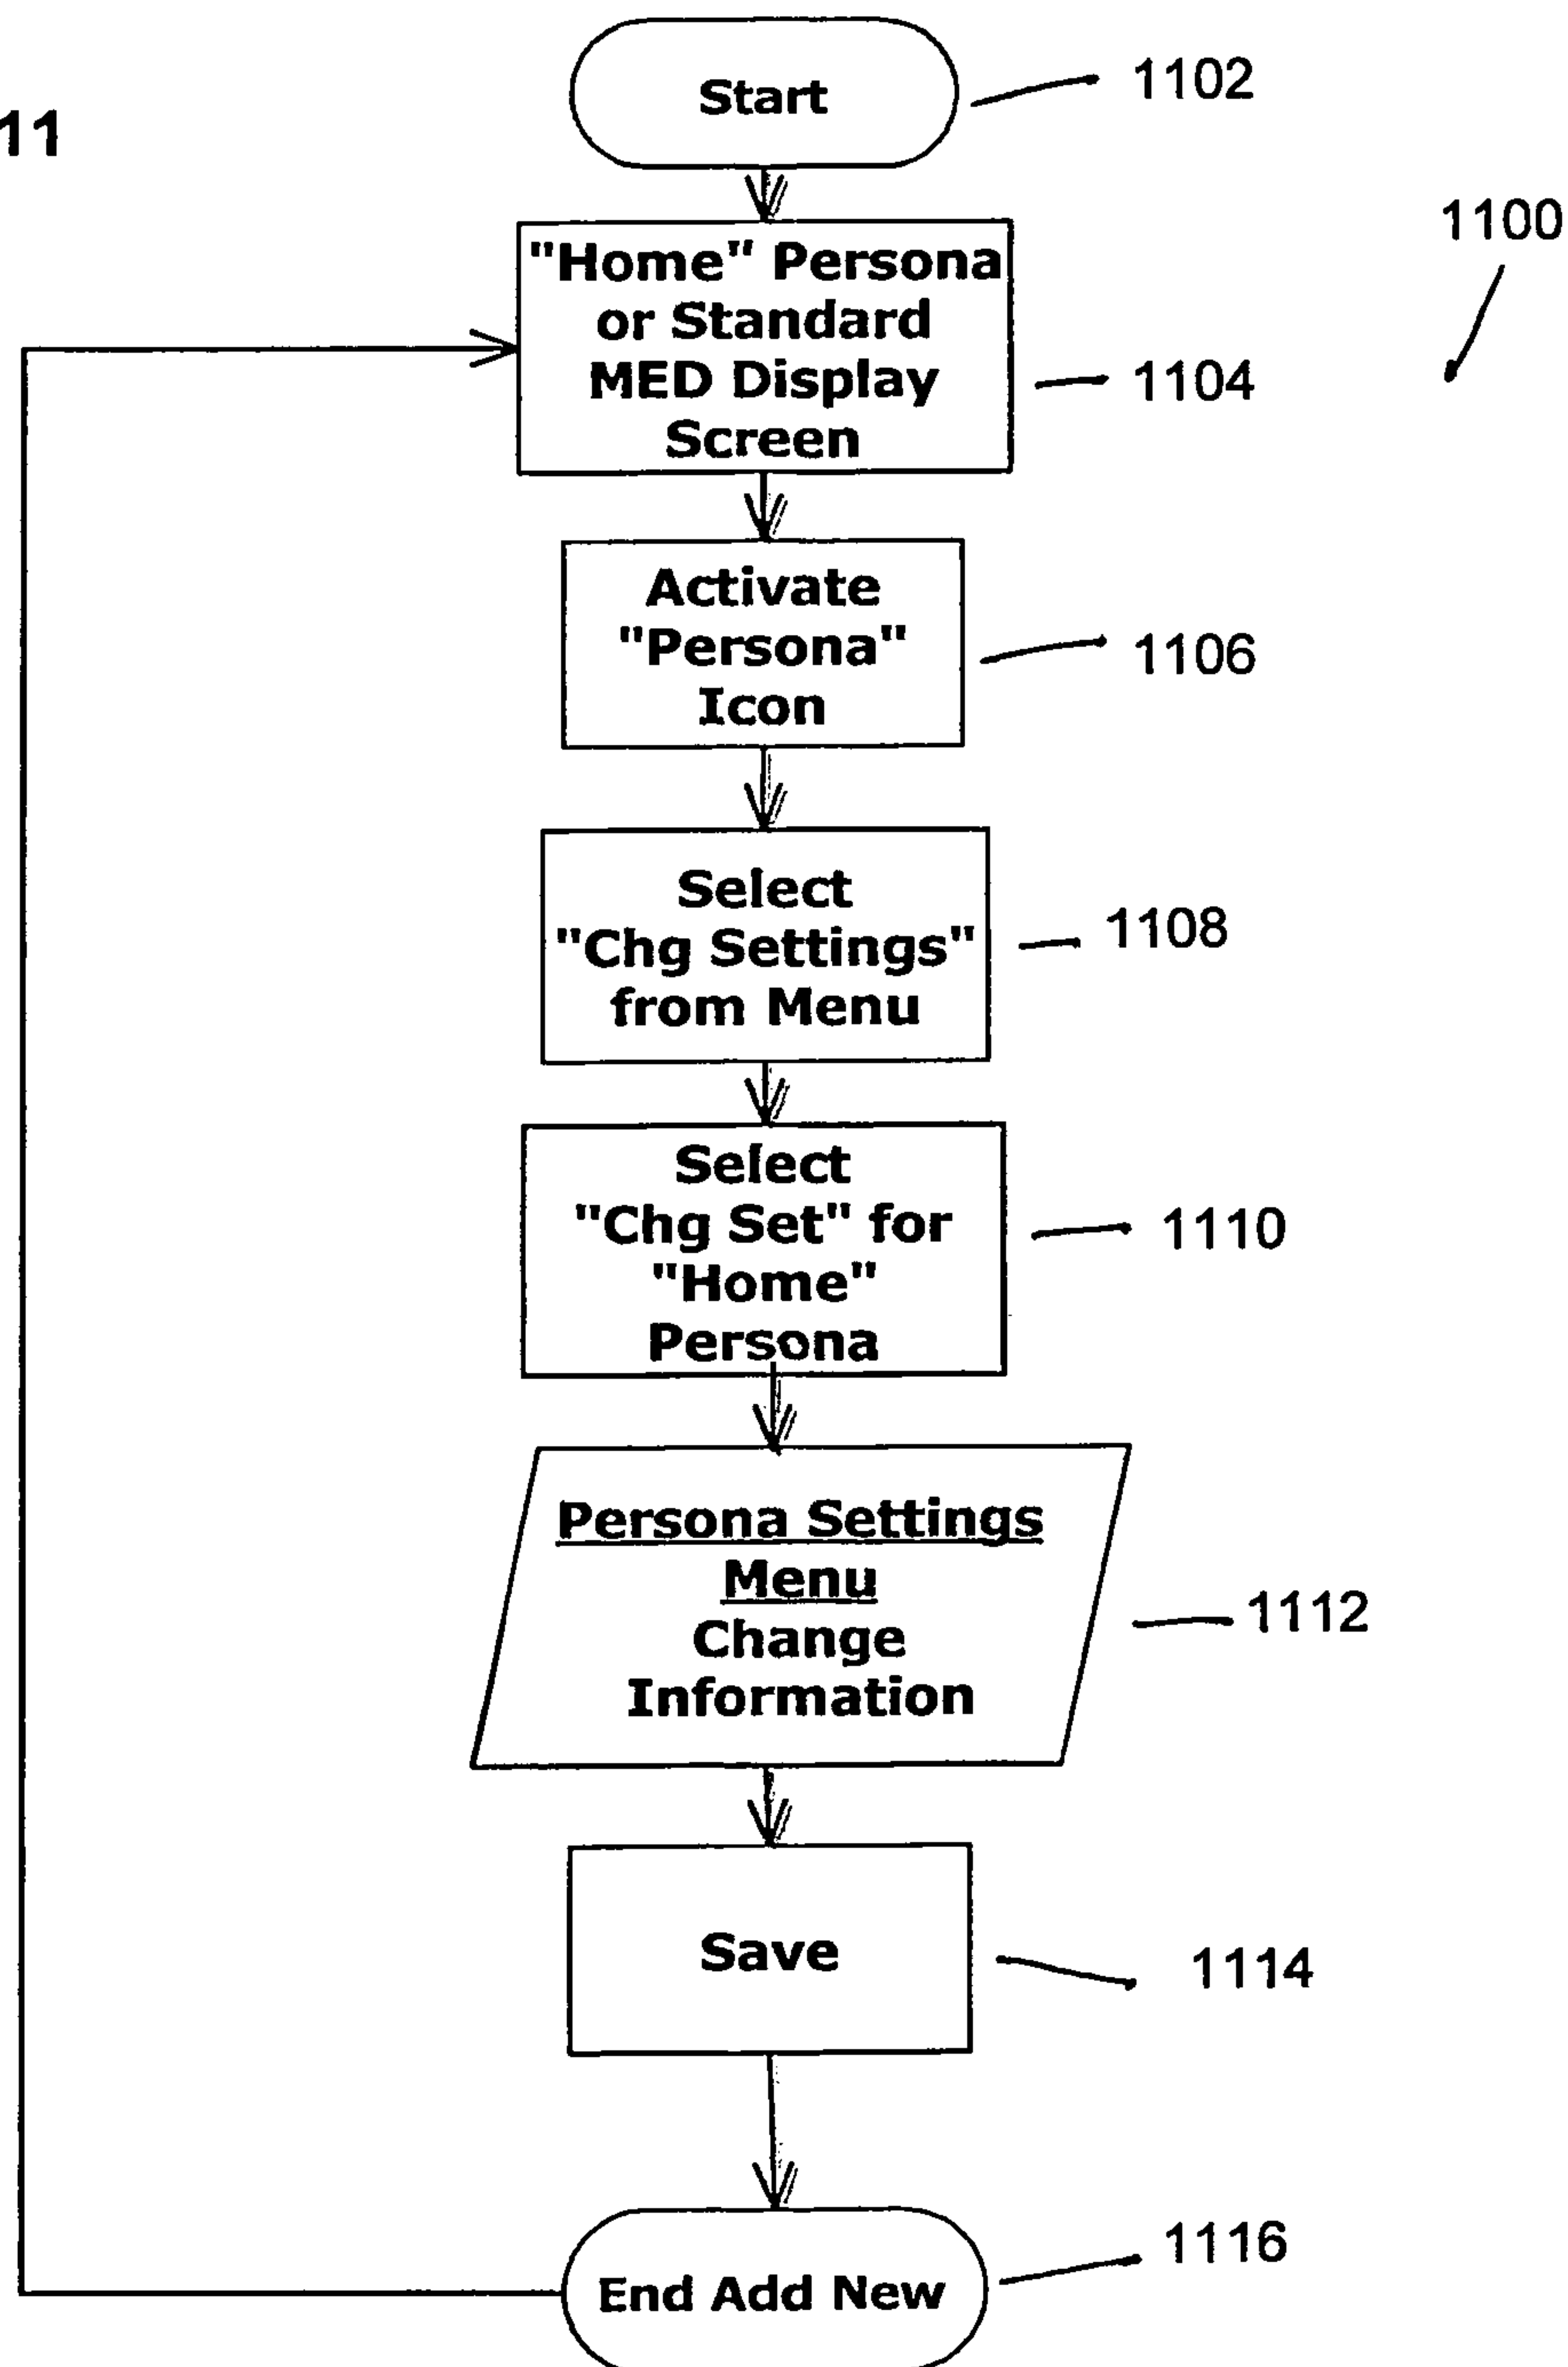 11
Start
1102
1100
"Home" Persona
or Standard
MED Display
Screen
1104
Activate
"Persona"
Icon
1106
Select
"Chg Settings"
from Menu
1108
Select
"Chg Set" for
"Home"
Persona
1110
Persona Settings
Menu
Change
Information
1112
Save
1114
End Add New
1116